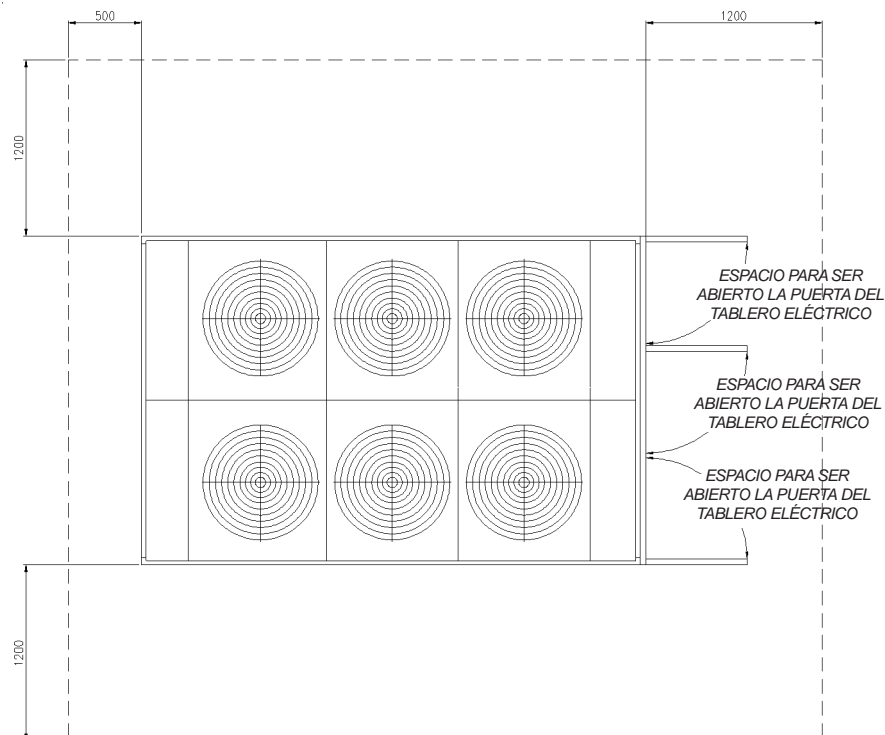 500
1200
1200
ESPACIO PARA SER
ABIERTO LA PUERTA DEL
TABLERO ELÉCTRICO
ESPACIO PARA SER
ABIERTO LA PUERTA DEL
TABLERO ELÉCTRICO
ESPACIO PARA SER
ABIERTO LA PUERTA DEL
TABLERO ELÉCTRICO
1200